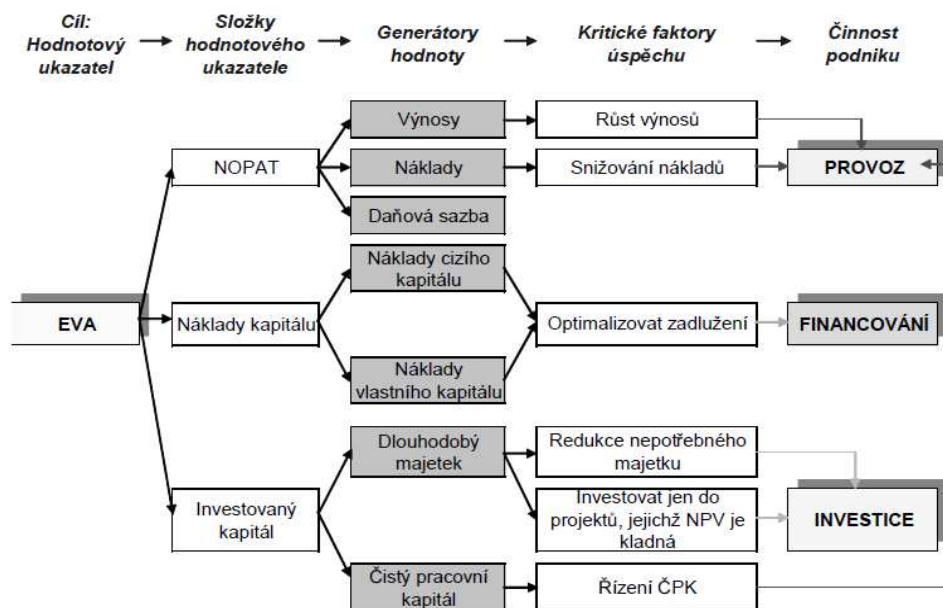 Cíl:
Hodnotový
ukazatel
Složky
hodnotového
ukazatele
Generátory
hodnoty
Kritické faktory
úspěchu
Činnost
podniku
Výnosy
Růst výnosů
NOPAT
Náklady
Snižování nákladů
PROVOZ
Daňová sazba
Náklady cizího
kapitálu
EVA
Náklady kapitálu
Optimalizovat zadlužení
FINANCOVÁNÍ
Náklady
vlastního kapitálu
Dlouhodobý
majetek
Redukce nepotřebného
majetku
Investovaný
kapitál
Investovat jen do
projektů, jejichž NPV je
kladná
INVESTICE
Čistý pracovní
kapitál
Řízení ČPK